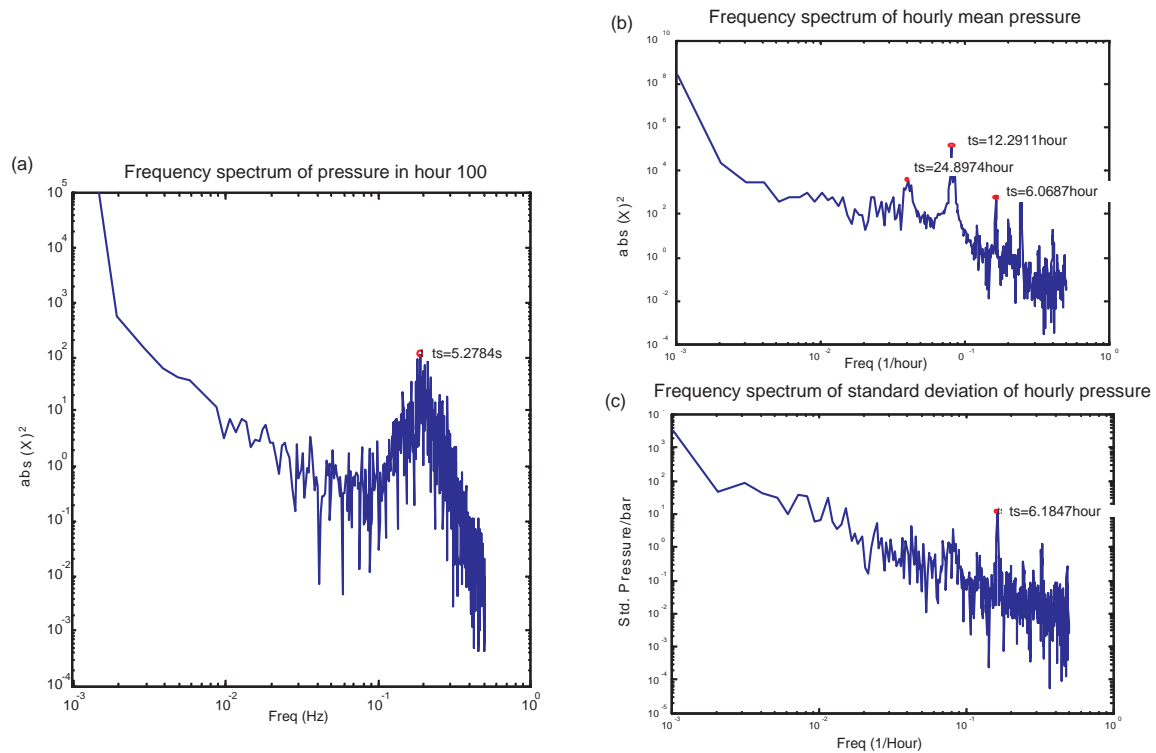 (a)
Frequency spectrum of pressure in hour 100
10^5
10^4
10^3
10^2
10^1
10^0
10^-1
10^-2
10^-3
10^-4
abs (X)^2
ts=5.2784s
10^-3
10^-2
10^-1
10^0
Freq (Hz)
(b)
Frequency spectrum of hourly mean pressure
10^10
10^8
10^6
10^4
10^2
10^0
10^-2
10^-4
abs (X)^2
ts=12.2911hour
ts=24.8974hour
ts=6.0687hour
10^-3
10^-2
10^-1
10^0
Freq (1/hour)
(c)
Frequency spectrum of standard deviation of hourly pressure
10^4
10^3
10^2
10^1
10^0
10^-1
10^-2
10^-3
10^-4
10^-5
Std. Pressure/bar
ts=6.1847hour
10^-3
10^-2
10^-1
10^0
Freq (1/Hour)